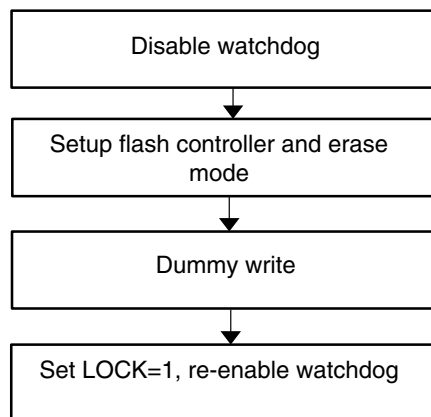 Disable watchdog
Setup flash controller and erase
mode
Dummy write
Set LOCK=1, re-enable watchdog